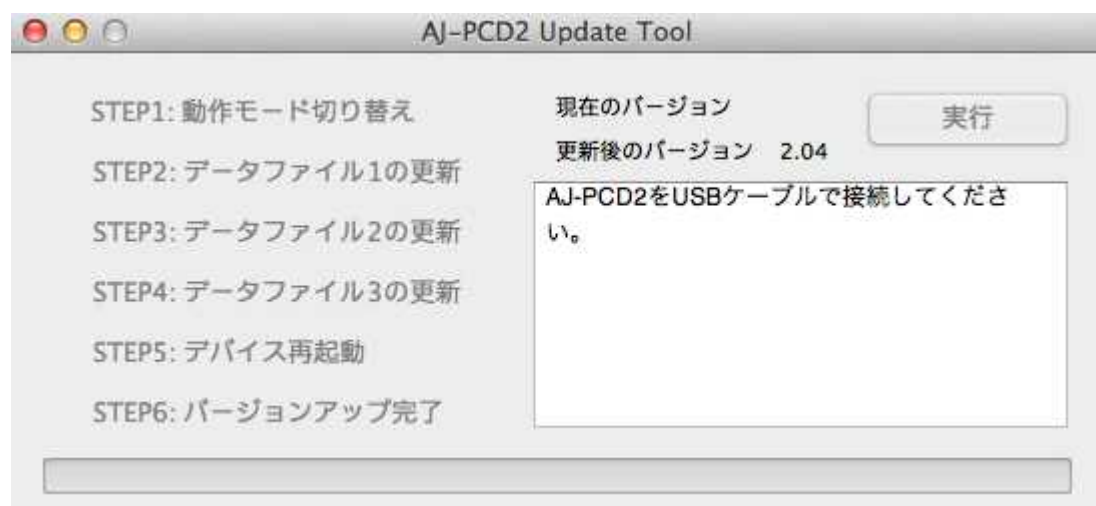 AJ-PCD2 Update Tool
STEP1: 動作モード切り替え
STEP2: データファイル1の更新
STEP3: データファイル2の更新
STEP4: データファイル3の更新
STEP5: デバイス再起動
STEP6: バージョンアップ完了
現在のバージョン
実行
更新後のバージョン 2.04
AJ-PCD2をUSBケーブルで接続してくださ
い。